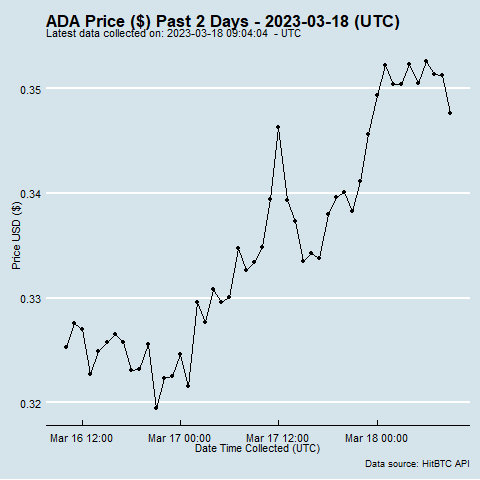 ADA Price ($) Past 2 Days - 2023-03-18 (UTC)
Latest data collected on: 2023-03-18 09:04:04  - UTC
Price USD ($)
0.35
0.34
0.33
0.32
Mar 16 12:00 Mar 17 00:00 Mar 17 12:00 Mar 18 00:00
Date Time Collected (UTC)
Data source: HitBTC API